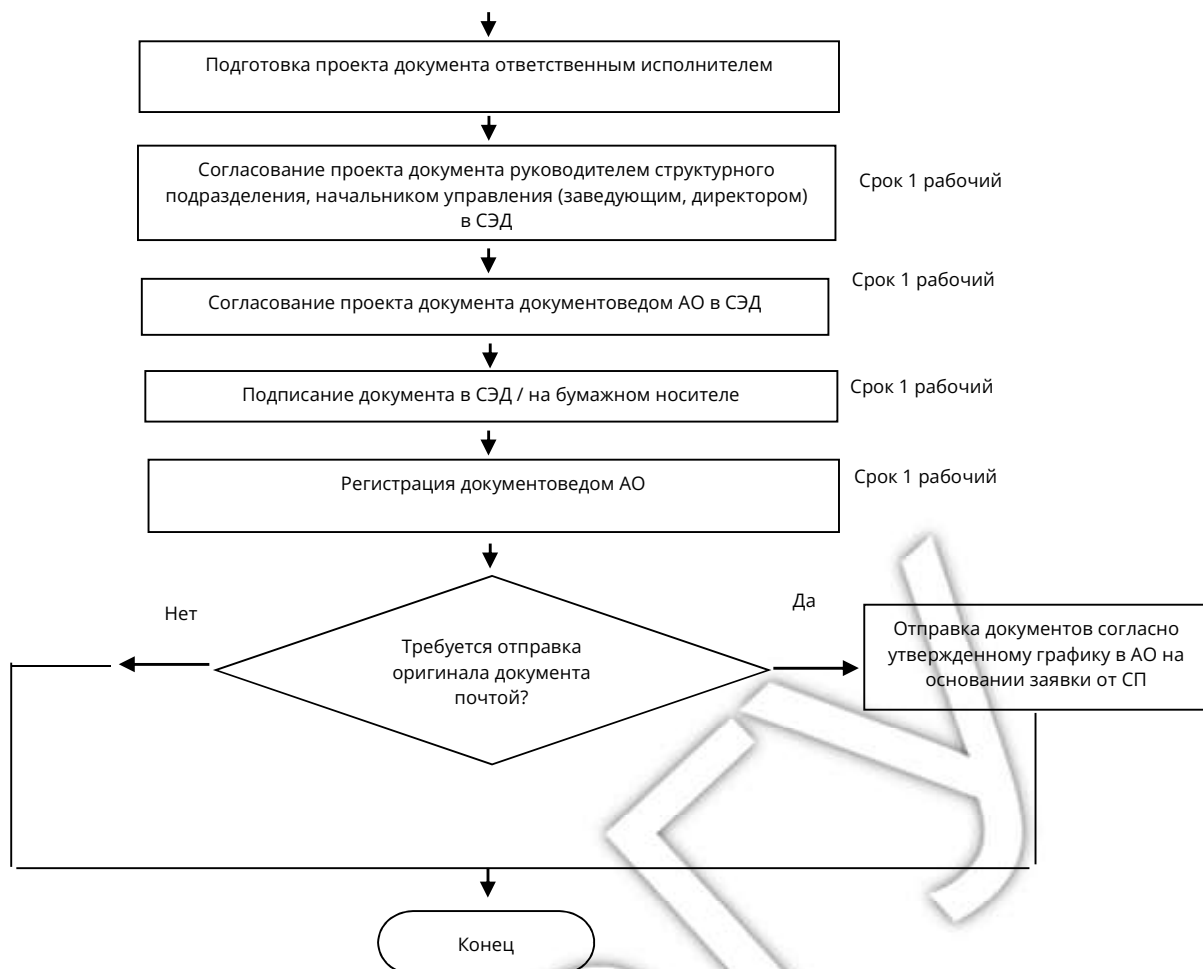 Подготовка проекта документа ответственным исполнителем
Согласование проекта документа руководителем структурного
подразделения, начальником управления (заведующим, директором)
в СЭД
Срок 1 рабочий
Согласование проекта документа документоведом АО в СЭД
Срок 1 рабочий
Подписание документа в СЭД / на бумажном носителе
Срок 1 рабочий
Регистрация документоведом АО
Срок 1 рабочий
Нет
Требуется отправка
оригинала документа
почтой?
Да
Отправка документов согласно
утвержденному графику в АО на
основании заявки от СП
Конец